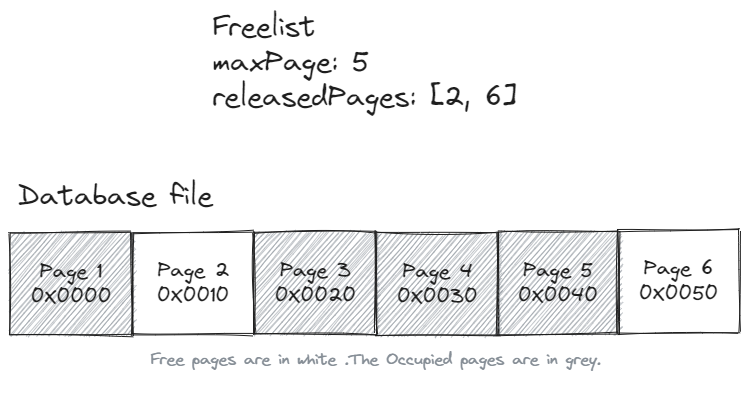 Freelist
maxPage: 5
releasedPages: [2, 6]
Database file
Page 1
0x0000
Page 2
0x0010
Page 3
0x0020
Page 4
0x0030
Page 5
0x0040
Page 6
0x0050
Free pages are in white .The Occupied pages are in grey.